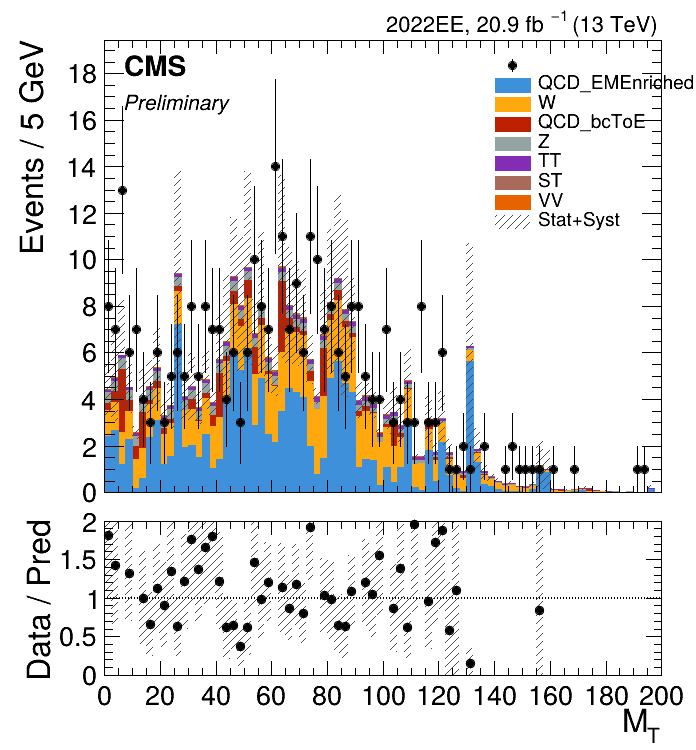 2022EE, 20.9 fb⁻¹ (13 TeV)
CMS
Preliminary
Events / 5 GeV
18
16
14
12
10
8
6
4
2
0
QCD_EMEnriched
W
QCD_bcToE
Z
TT
ST
VV
Stat+Syst
Data / Pred
2
1.5
1
0.5
0
0 20 40 60 80 100 120 140 160 180 200
M_T